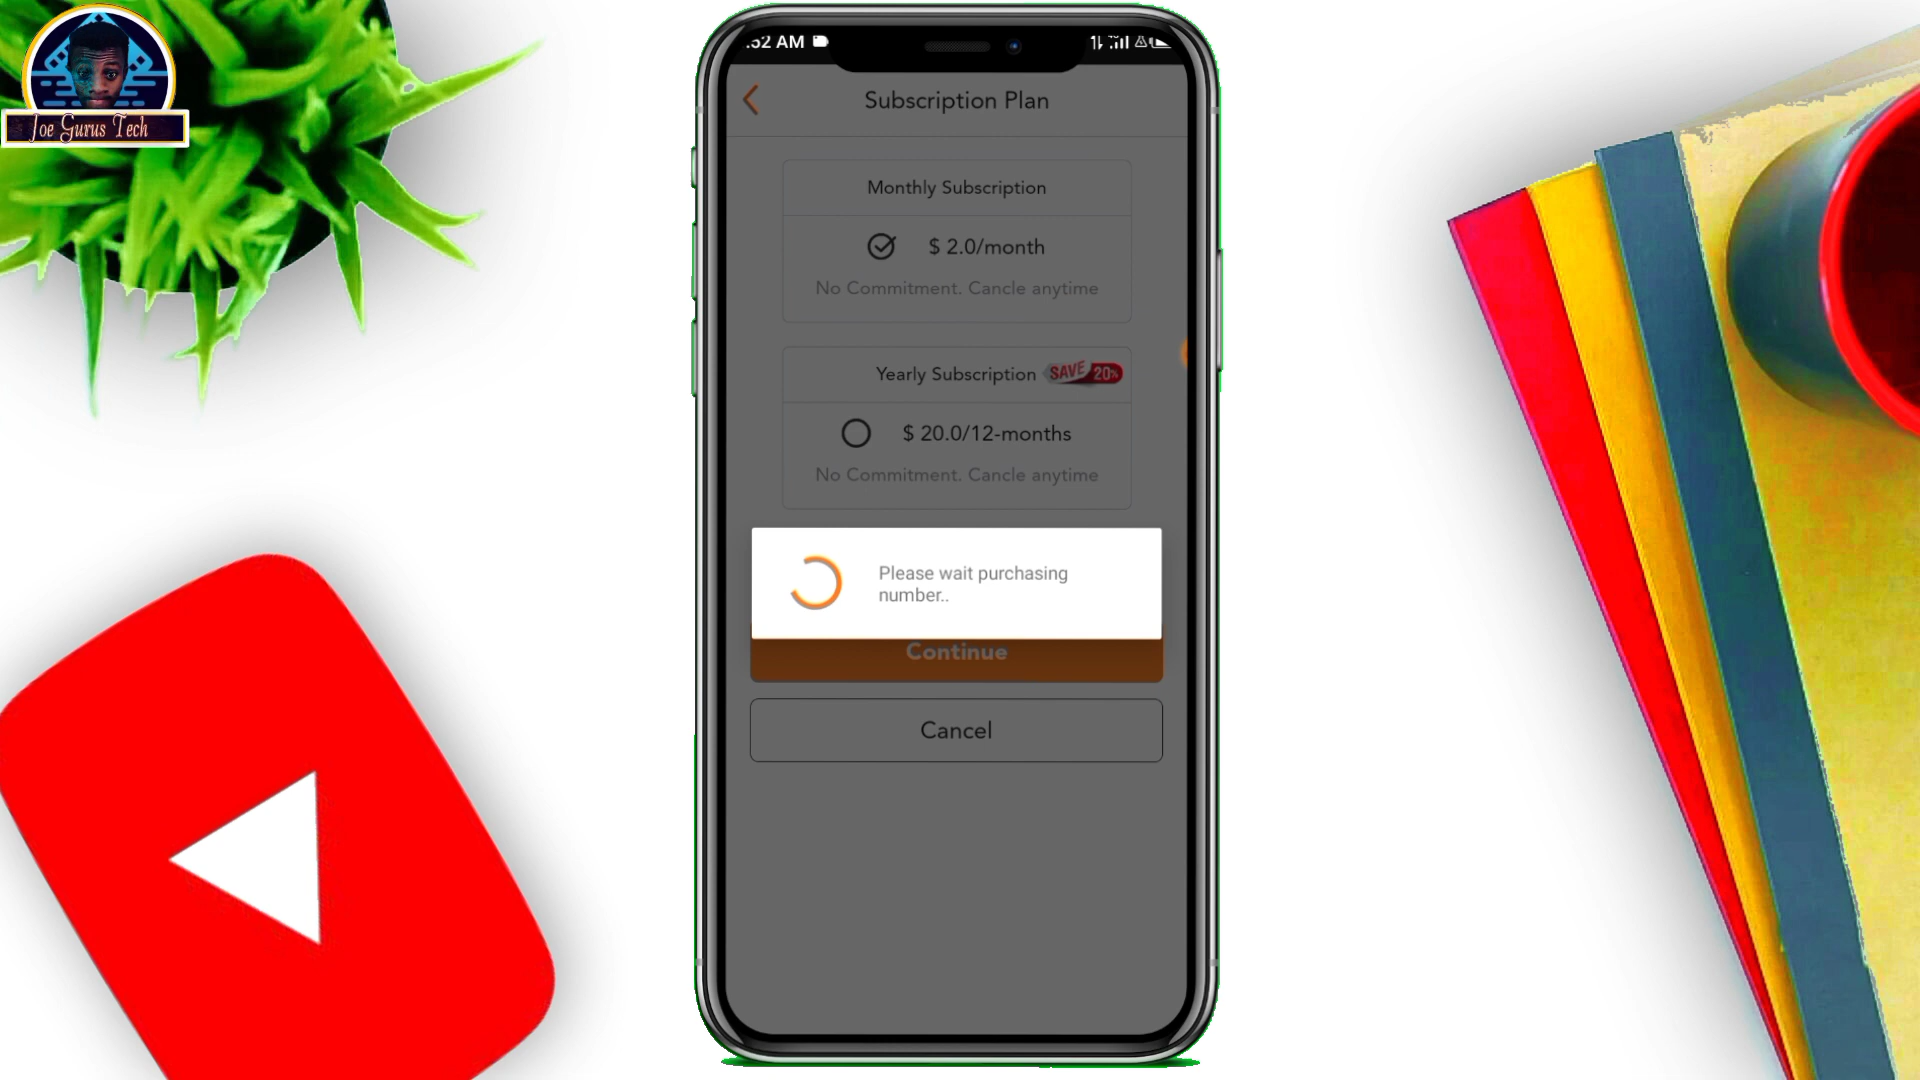 Joe Gurus Tech
:52 AM
Subscription Plan
Monthly Subscription
$ 2.0/month
No Commitment. Cancle anytime
Yearly Subscription SAVE 20%
$ 20.0/12-months
No Commitment. Cancle anytime
Please wait purchasing
number..
Continue
Cancel